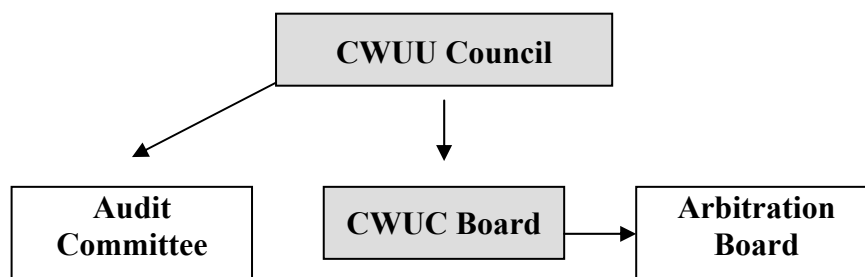 CWUU Council
Audit
Committee
CWUC Board
Arbitration
Board